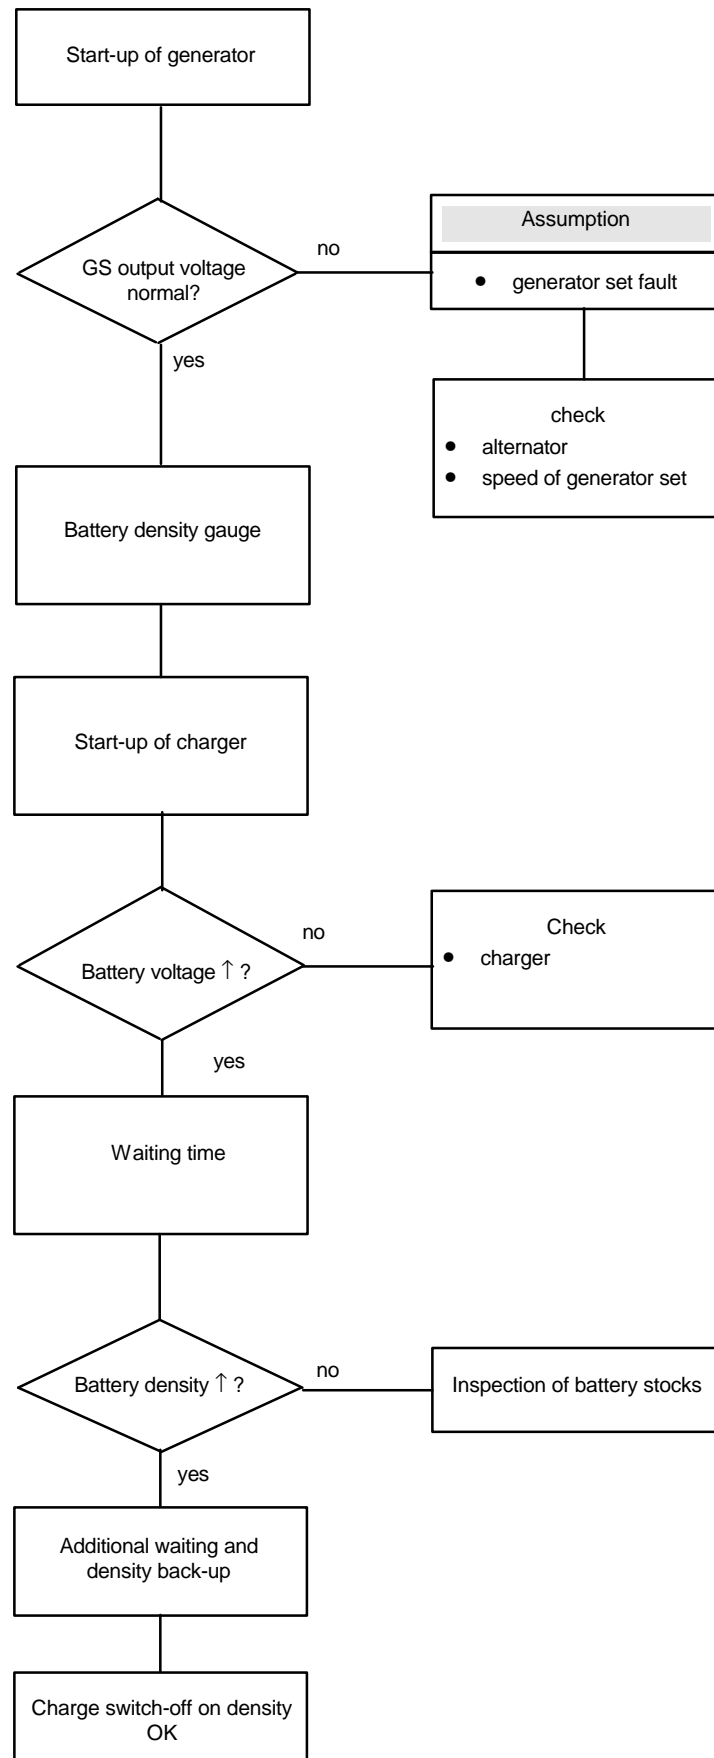 Start-up of generator
GS output voltage
normal?
no
Assumption
• generator set fault
yes
check
• alternator
• speed of generator set
Battery density gauge
Start-up of charger
Battery voltage ↑ ?
no
Check
• charger
yes
Waiting time
Battery density ↑ ?
no
Inspection of battery stocks
yes
Additional waiting and
density back-up
Charge switch-off on density
OK